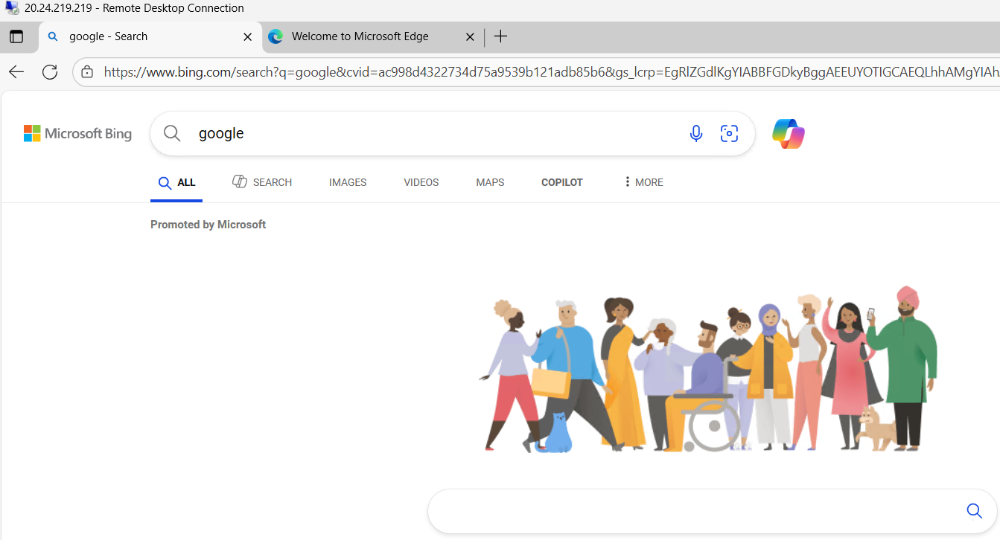 20.24.219.219 - Remote Desktop Connection
google - Search
Welcome to Microsoft Edge
https://www.bing.com/search?q=google&cvid=ac998d4322734d75a9539b121adb85b6&gs_lcrp=EgRlZGdlKgYIABBFGDkyBggAEEUYOTIGCAEQLhhAMgYIAh
Microsoft Bing
google
ALL
SEARCH
IMAGES
VIDEOS
MAPS
COPILOT
MORE
Promoted by Microsoft